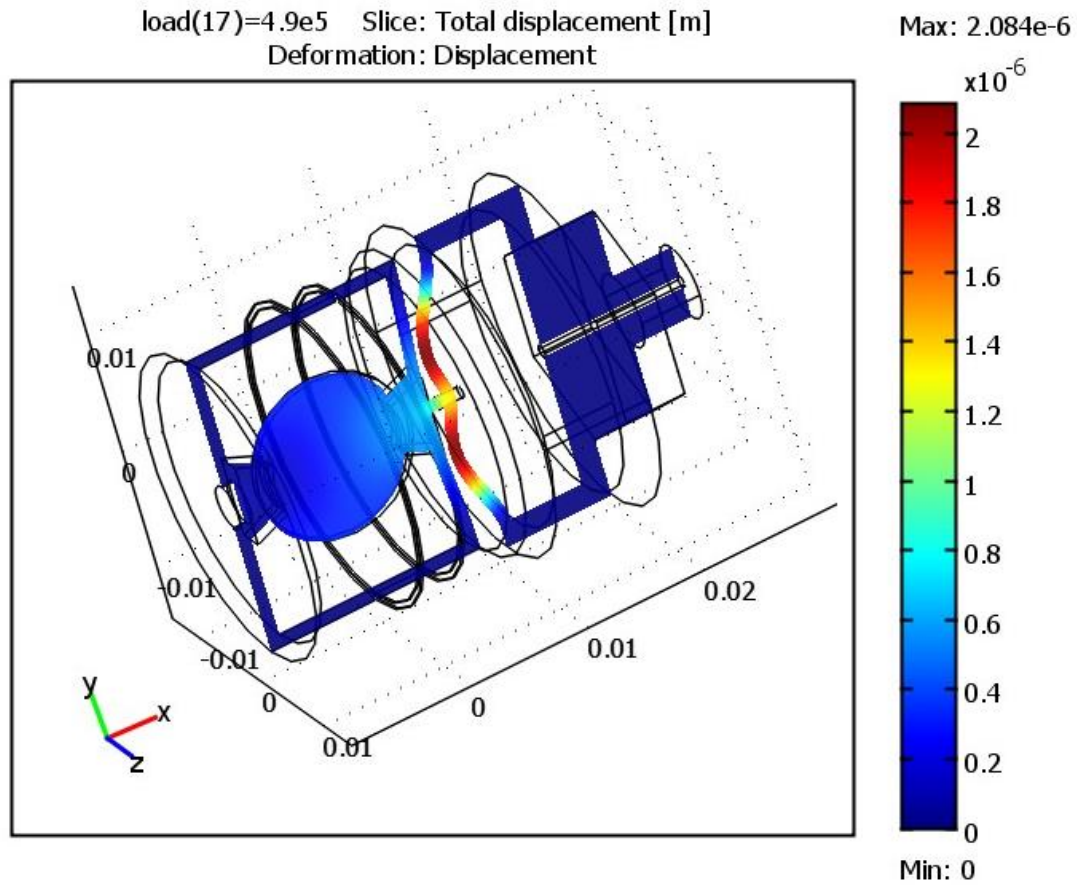 load(17)=4.9e5 Slice: Total displacement [m]
Deformation: Displacement
Max: 2.084e-6
x10-6
2
1.8
1.6
1.4
1.2
1
0.8
0.6
0.4
0.2
0
Min: 0
0.01
0
-0.01
-0.01
0
0.01
0
0.01
0.02
y
x
z